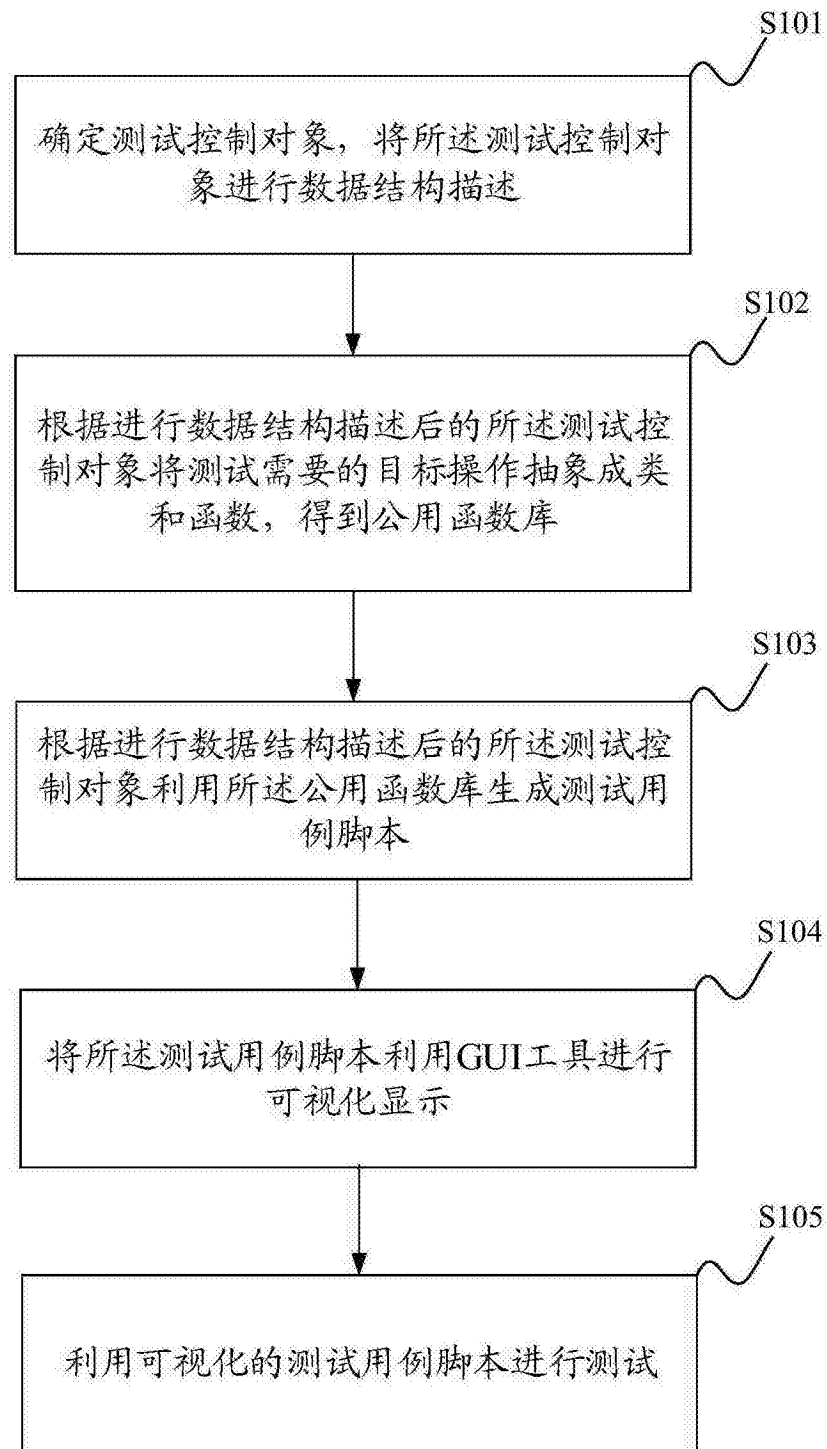 S101
确定测试控制对象，将所述测试控制对
象进行数据结构描述
S102
根据进行数据结构描述后的所述测试控
制对象将测试需要的目标操作抽象成类
和函数，得到公用函数库
S103
根据进行数据结构描述后的所述测试控
制对象利用所述公用函数库生成测试用
例脚本
S104
将所述测试用例脚本利用GUI工具进行
可视化显示
S105
利用可视化的测试用例脚本进行测试